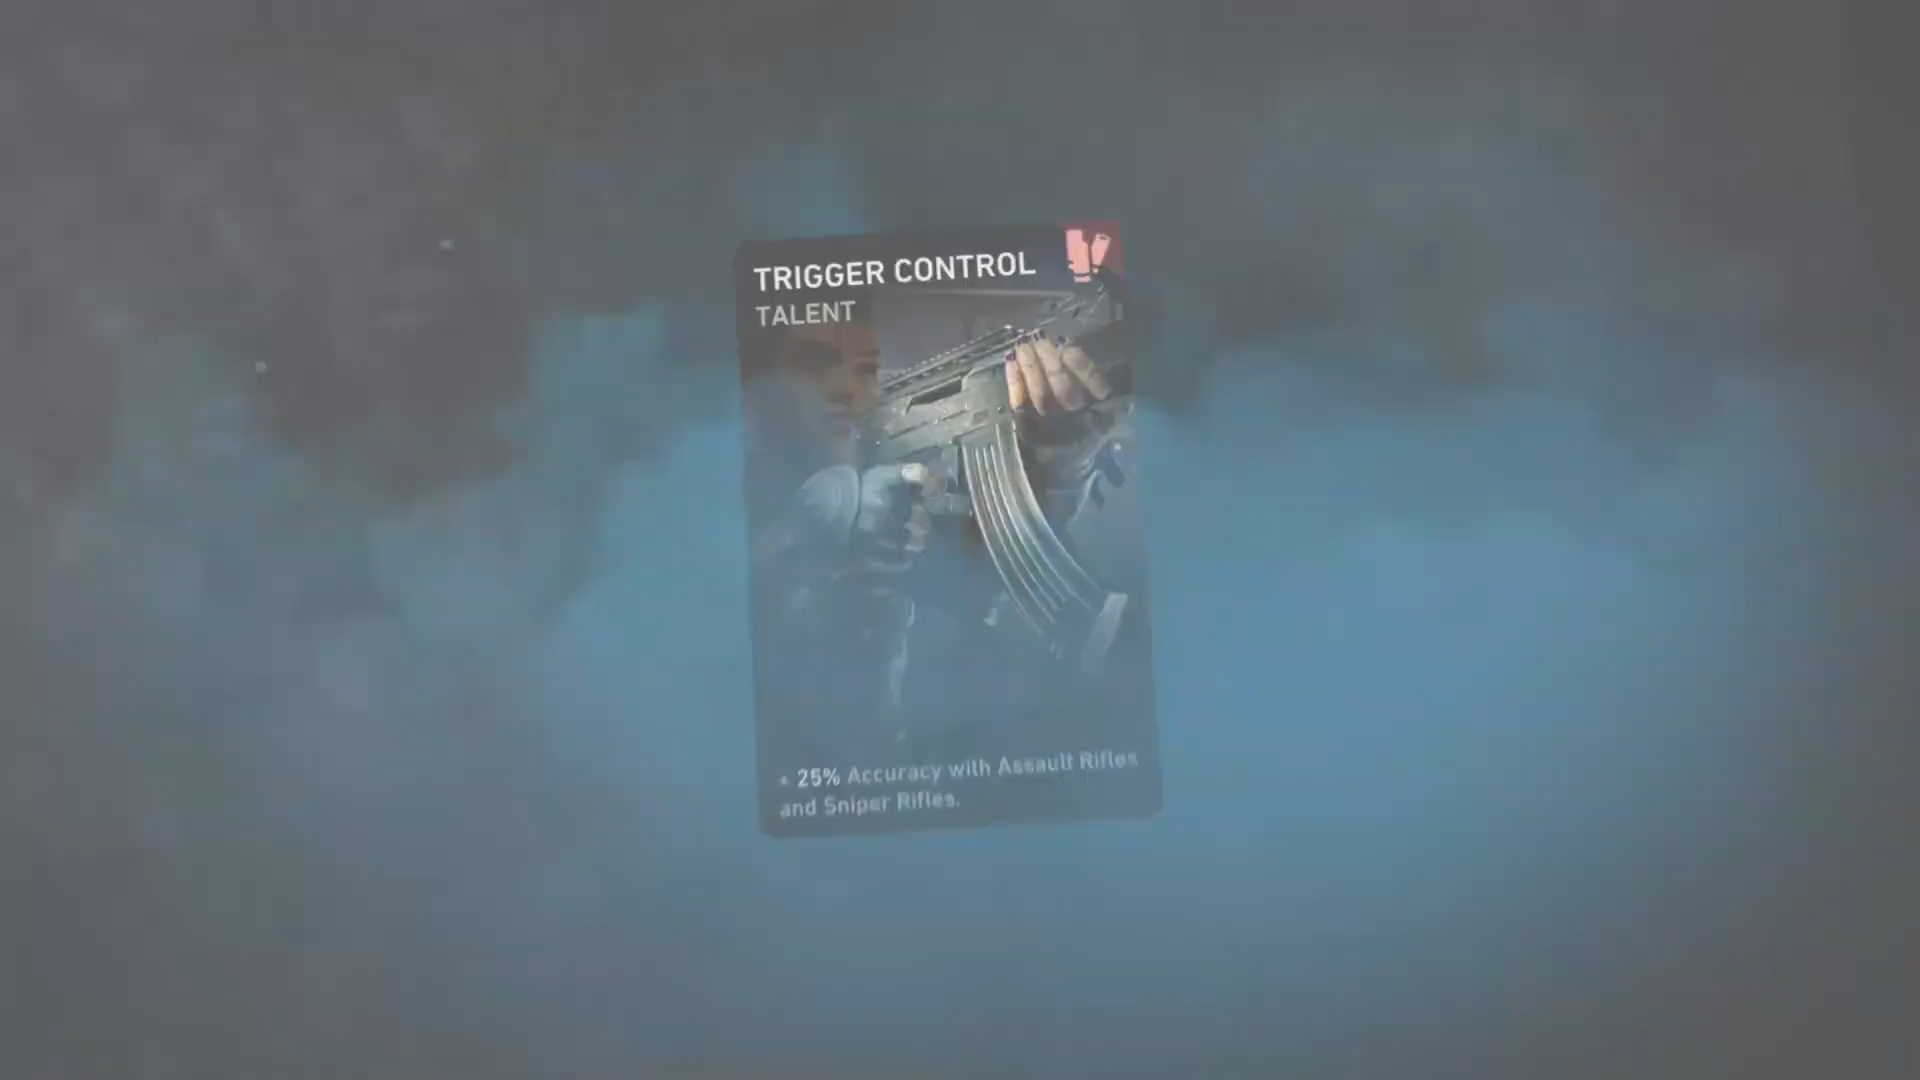 TRIGGER CONTROL
TALENT
+ 25% Accuracy with Assault Rifles
and Sniper Rifles.